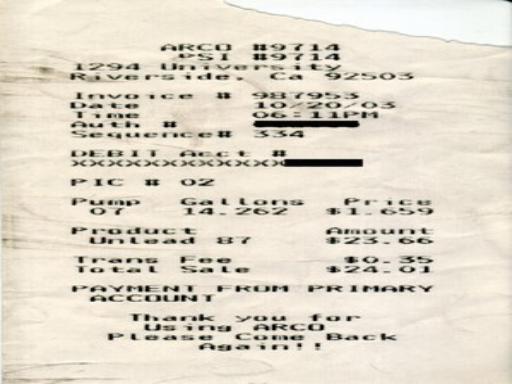 ARCO #9714
PSI #9714
1294 University
Riverside, Ca 92503
Invoice # 987953
Date 10/20/03
Time 06:11PM
Auth #
Sequence# 334
DEBIT Acct #
XXXXXXXXXXXXX
PIC # 02
Pump Gallons Price
07 14.262 $1.659
Product Amount
Unlead 87 $23.66
Trans Fee $0.35
Total Sale $24.01
PAYMENT FROM PRIMARY
ACCOUNT
Thank you for
Using ARCO
Please Come Back
Again!!